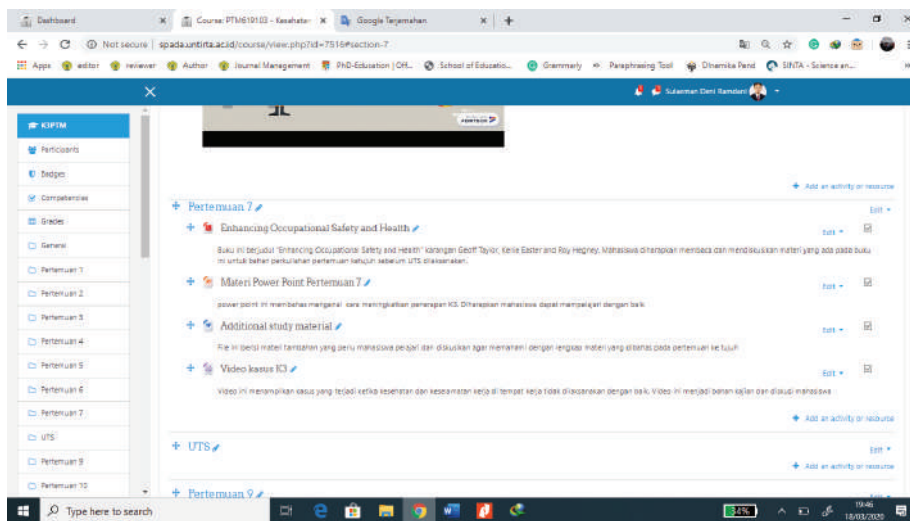 Dashboard
Course: PTM619103 - Kesehatan
Google Terjemahan
Not secure | spada.untirta.ac.id/course/view.php?id=7516#section-7
Apps editor reviewer Author Journal Management PhD-Education | Off... School of Educatio... Grammarly Paraphrasing Tool Dinamika Pend SINTA - Science an...
Sulaeman Deni Ramdani
K3PTM
Participants
Badges
Competencies
Grades
General
Pertemuan 1
Pertemuan 2
Pertemuan 3
Pertemuan 4
Pertemuan 5
Pertemuan 6
Pertemuan 7
UTS
Pertemuan 9
Pertemuan 10
Add an activity or resource
Pertemuan 7
Edit
Enhancing Occupational Safety and Health
Edit
Buku ini berjudul "Enhancing Occupational Safety and Health" karangan Geoff Taylor, Kellie Easter and Roy Hegney. Mahasiswa diharapkan membaca dan mendiskusikan materi yang ada pada buku
ini untuk bahan perkuliahan pertemuan ketujuh sebelum UTS dilaksanakan.
Materi Power Point Pertemuan 7
Edit
power point ini membahas mengenai cara meningkatkan penerapan K3. Diharapkan mahasiswa dapat mempelajari dengan baik
Additional study material
Edit
File ini berisi materi tambahan yang perlu mahasiswa pelajari dan diskusikan agar memahami dengan lengkap materi yang dibahas pada pertemuan ke tujuh
Video kasus K3
Edit
Video ini menampilkan kasus yang terjadi ketika kesehatan dan keselamatan kerja di tempat kerja tidak dilaksanakan dengan baik. Video ini menjadi bahan kajian dan diskusi mahasiswa
Add an activity or resource
UTS
Edit
Add an activity or resource
Pertemuan 9
Type here to search
34%
19:46
18/03/2020